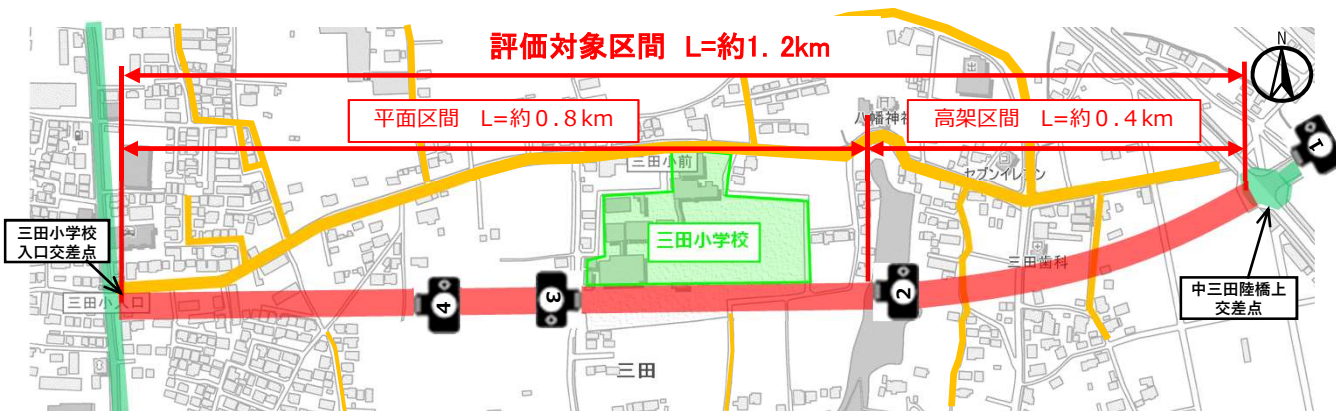 評価対象区間 L=約1.2km
N
平面区間 L=約0.8km
高架区間 L=約0.4km
八幡神社
三田小前
セブンイレブン
1
三田小学校
入口交差点
三田小学校
三田歯科
三田小入口
4
3
2
中三田陸橋上
交差点
三田